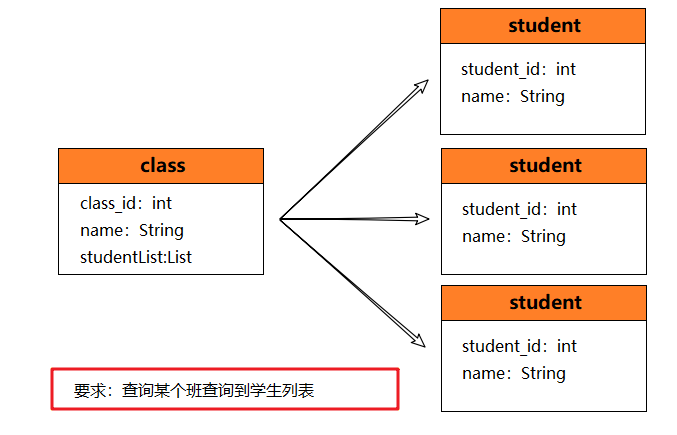 class
class_id：int
name：String
studentList:List
student
student_id：int
name：String
student
student_id：int
name：String
student
student_id：int
name：String
要求：查询某个班查询到学生列表